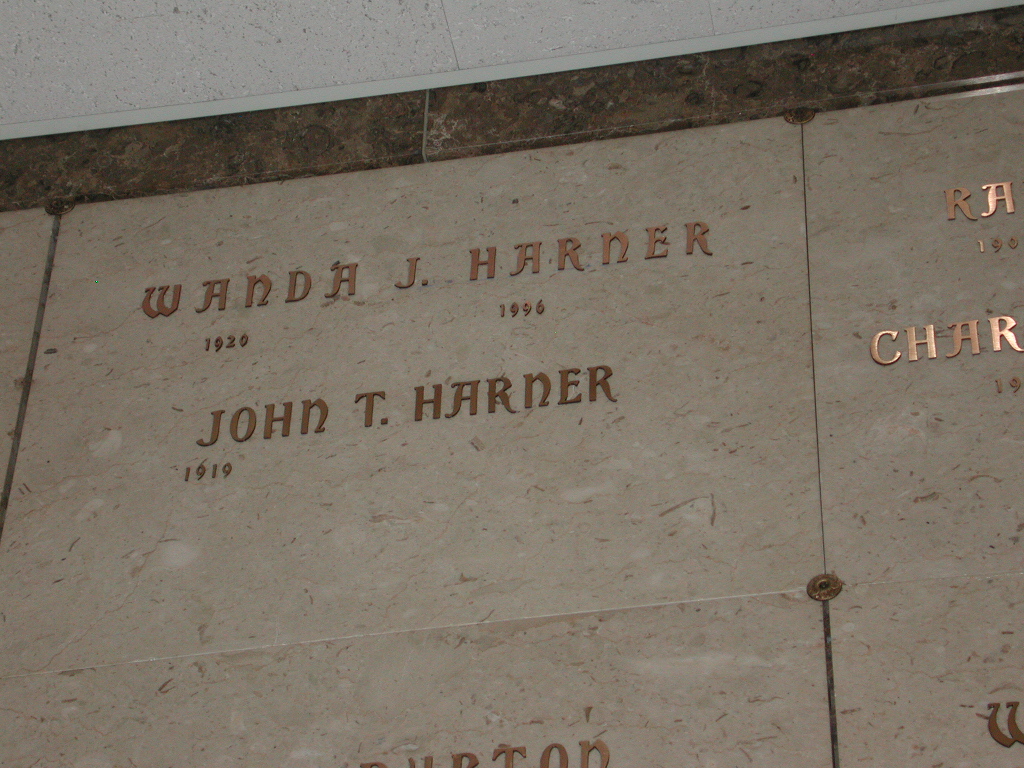 WANDA J. HARNER
1920 1996
JOHN T. HARNER
1919